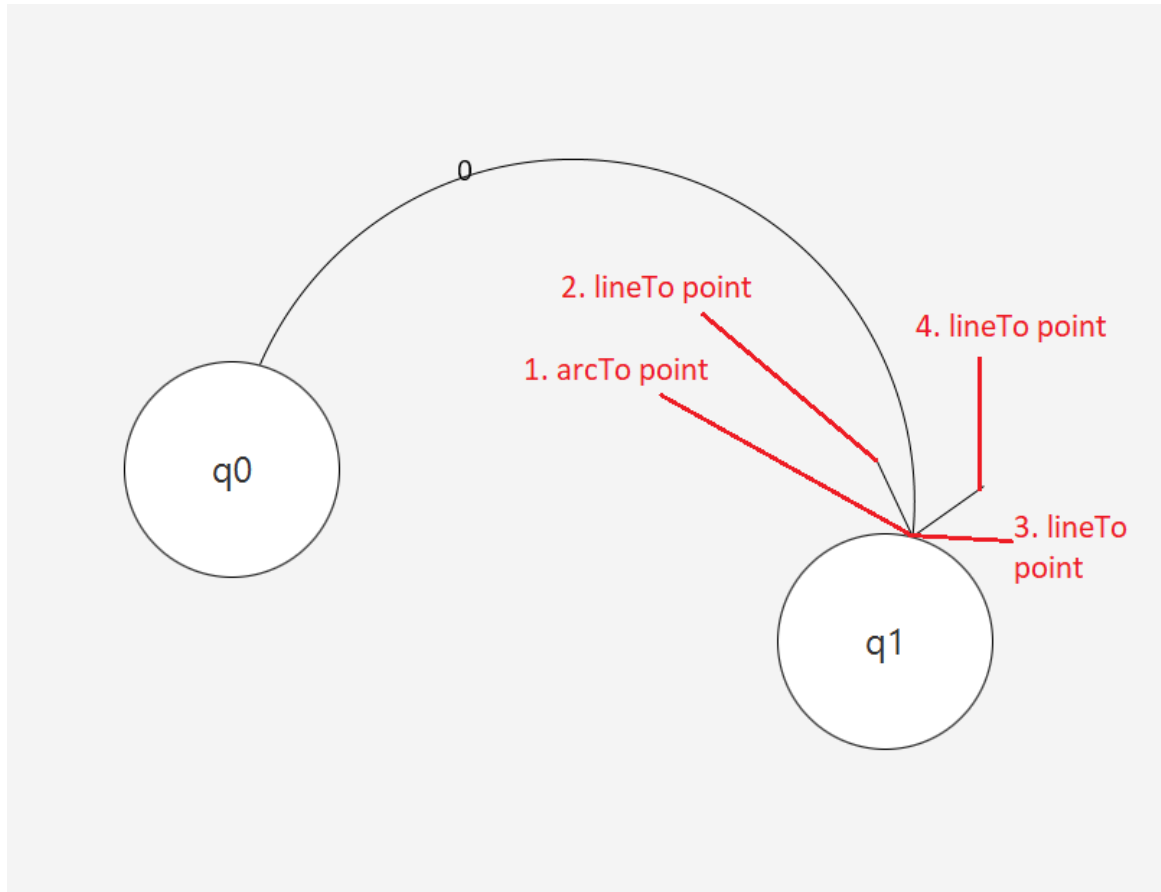 0
2. lineTo point
4. lineTo point
1. arcTo point
q0
3. lineTo
point
q1